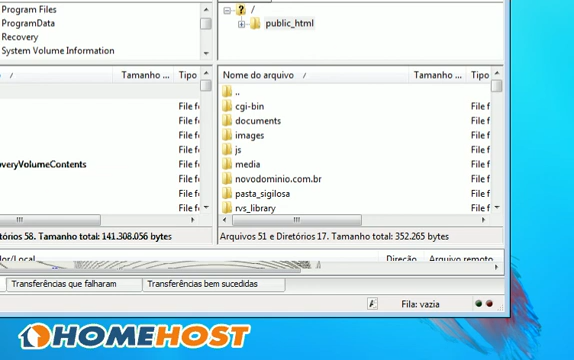 Program Files
ProgramData
Recovery
System Volume Information
?
/
public_html
/
Tamanho ...
Tipo
Nome do arquivo
/
Tamanho ...
Tipo
..
File f
cgi-bin
File f
File f
documents
File f
File f
images
File f
File f
js
File f
overyVolumeContents
File f
media
File f
File f
novodominio.com.br
File f
File f
pasta_sigilosa
File f
File f
rvs_library
File f
tórios 58. Tamanho total: 141.308.056 bytes
Arquivos 51 e Diretórios 17. Tamanho total: 352.265 bytes
dor/Local
Direção
Arquivo remoto
Transferências que falharam
Transferências bem sucedidas
Fila: vazia
HOMEHOST